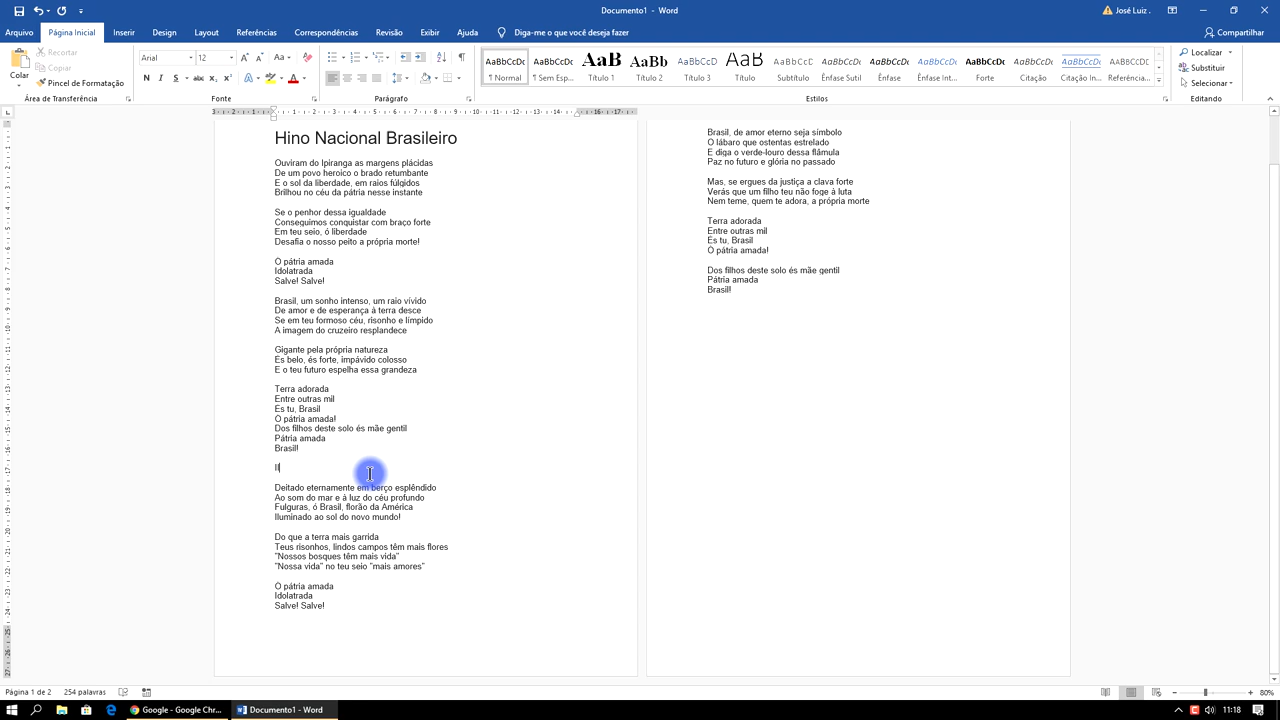 Documento1 - Word
José Luiz .
Arquivo Página Inicial Inserir Design Layout Referências Correspondências Revisão Exibir Ajuda Diga-me o que você deseja fazer Compartilhar
Colar
Recortar
Copiar
Pincel de Formatação
Área de Transferência
Arial 12
N I S abc x₂ x²
Fonte
Parágrafo
AaBbCcDc AaBbCcDc AaB AaBb AaBbCcD AaB AaBbCcD AaBbCcDc AaBbCcDc AaBbCcDc AaBbCcDc AaBbCcDc AaBbCcDc AABBCCDC
¶ Normal ¶ Sem Esp... Título 1 Título 2 Título 3 Título Subtítulo Ênfase Sutil Ênfase Ênfase Int... Forte Citação Citação In... Referência...
Estilos
Localizar
Substituir
Selecionar
Editando
Hino Nacional Brasileiro
Ouviram do Ipiranga as margens plácidas
De um povo heroico o brado retumbante
E o sol da liberdade, em raios fúlgidos
Brilhou no céu da pátria nesse instante
Se o penhor dessa igualdade
Conseguimos conquistar com braço forte
Em teu seio, ó liberdade
Desafia o nosso peito a própria morte!
Ó pátria amada
Idolatrada
Salve! Salve!
Brasil, um sonho intenso, um raio vívido
De amor e de esperança à terra desce
Se em teu formoso céu, risonho e límpido
A imagem do cruzeiro resplandece
Gigante pela própria natureza
És belo, és forte, impávido colosso
E o teu futuro espelha essa grandeza
Terra adorada
Entre outras mil
És tu, Brasil
Ó pátria amada!
Dos filhos deste solo és mãe gentil
Pátria amada
Brasil!
II
Deitado eternamente em berço esplêndido
Ao som do mar e à luz do céu profundo
Fulguras, ó Brasil, florão da América
Iluminado ao sol do novo mundo!
Do que a terra mais garrida
Teus risonhos, lindos campos têm mais flores
"Nossos bosques têm mais vida"
"Nossa vida" no teu seio "mais amores"
Ó pátria amada
Idolatrada
Salve! Salve!
Brasil, de amor eterno seja símbolo
O lábaro que ostentas estrelado
E diga o verde-louro dessa flâmula
Paz no futuro e glória no passado
Mas, se ergues da justiça a clava forte
Verás que um filho teu não foge à luta
Nem teme, quem te adora, a própria morte
Terra adorada
Entre outras mil
És tu, Brasil
Ó pátria amada!
Dos filhos deste solo és mãe gentil
Pátria amada
Brasil!
Página 1 de 2 254 palavras 80%
Google - Google Chr... Documento1 - Word 11:18